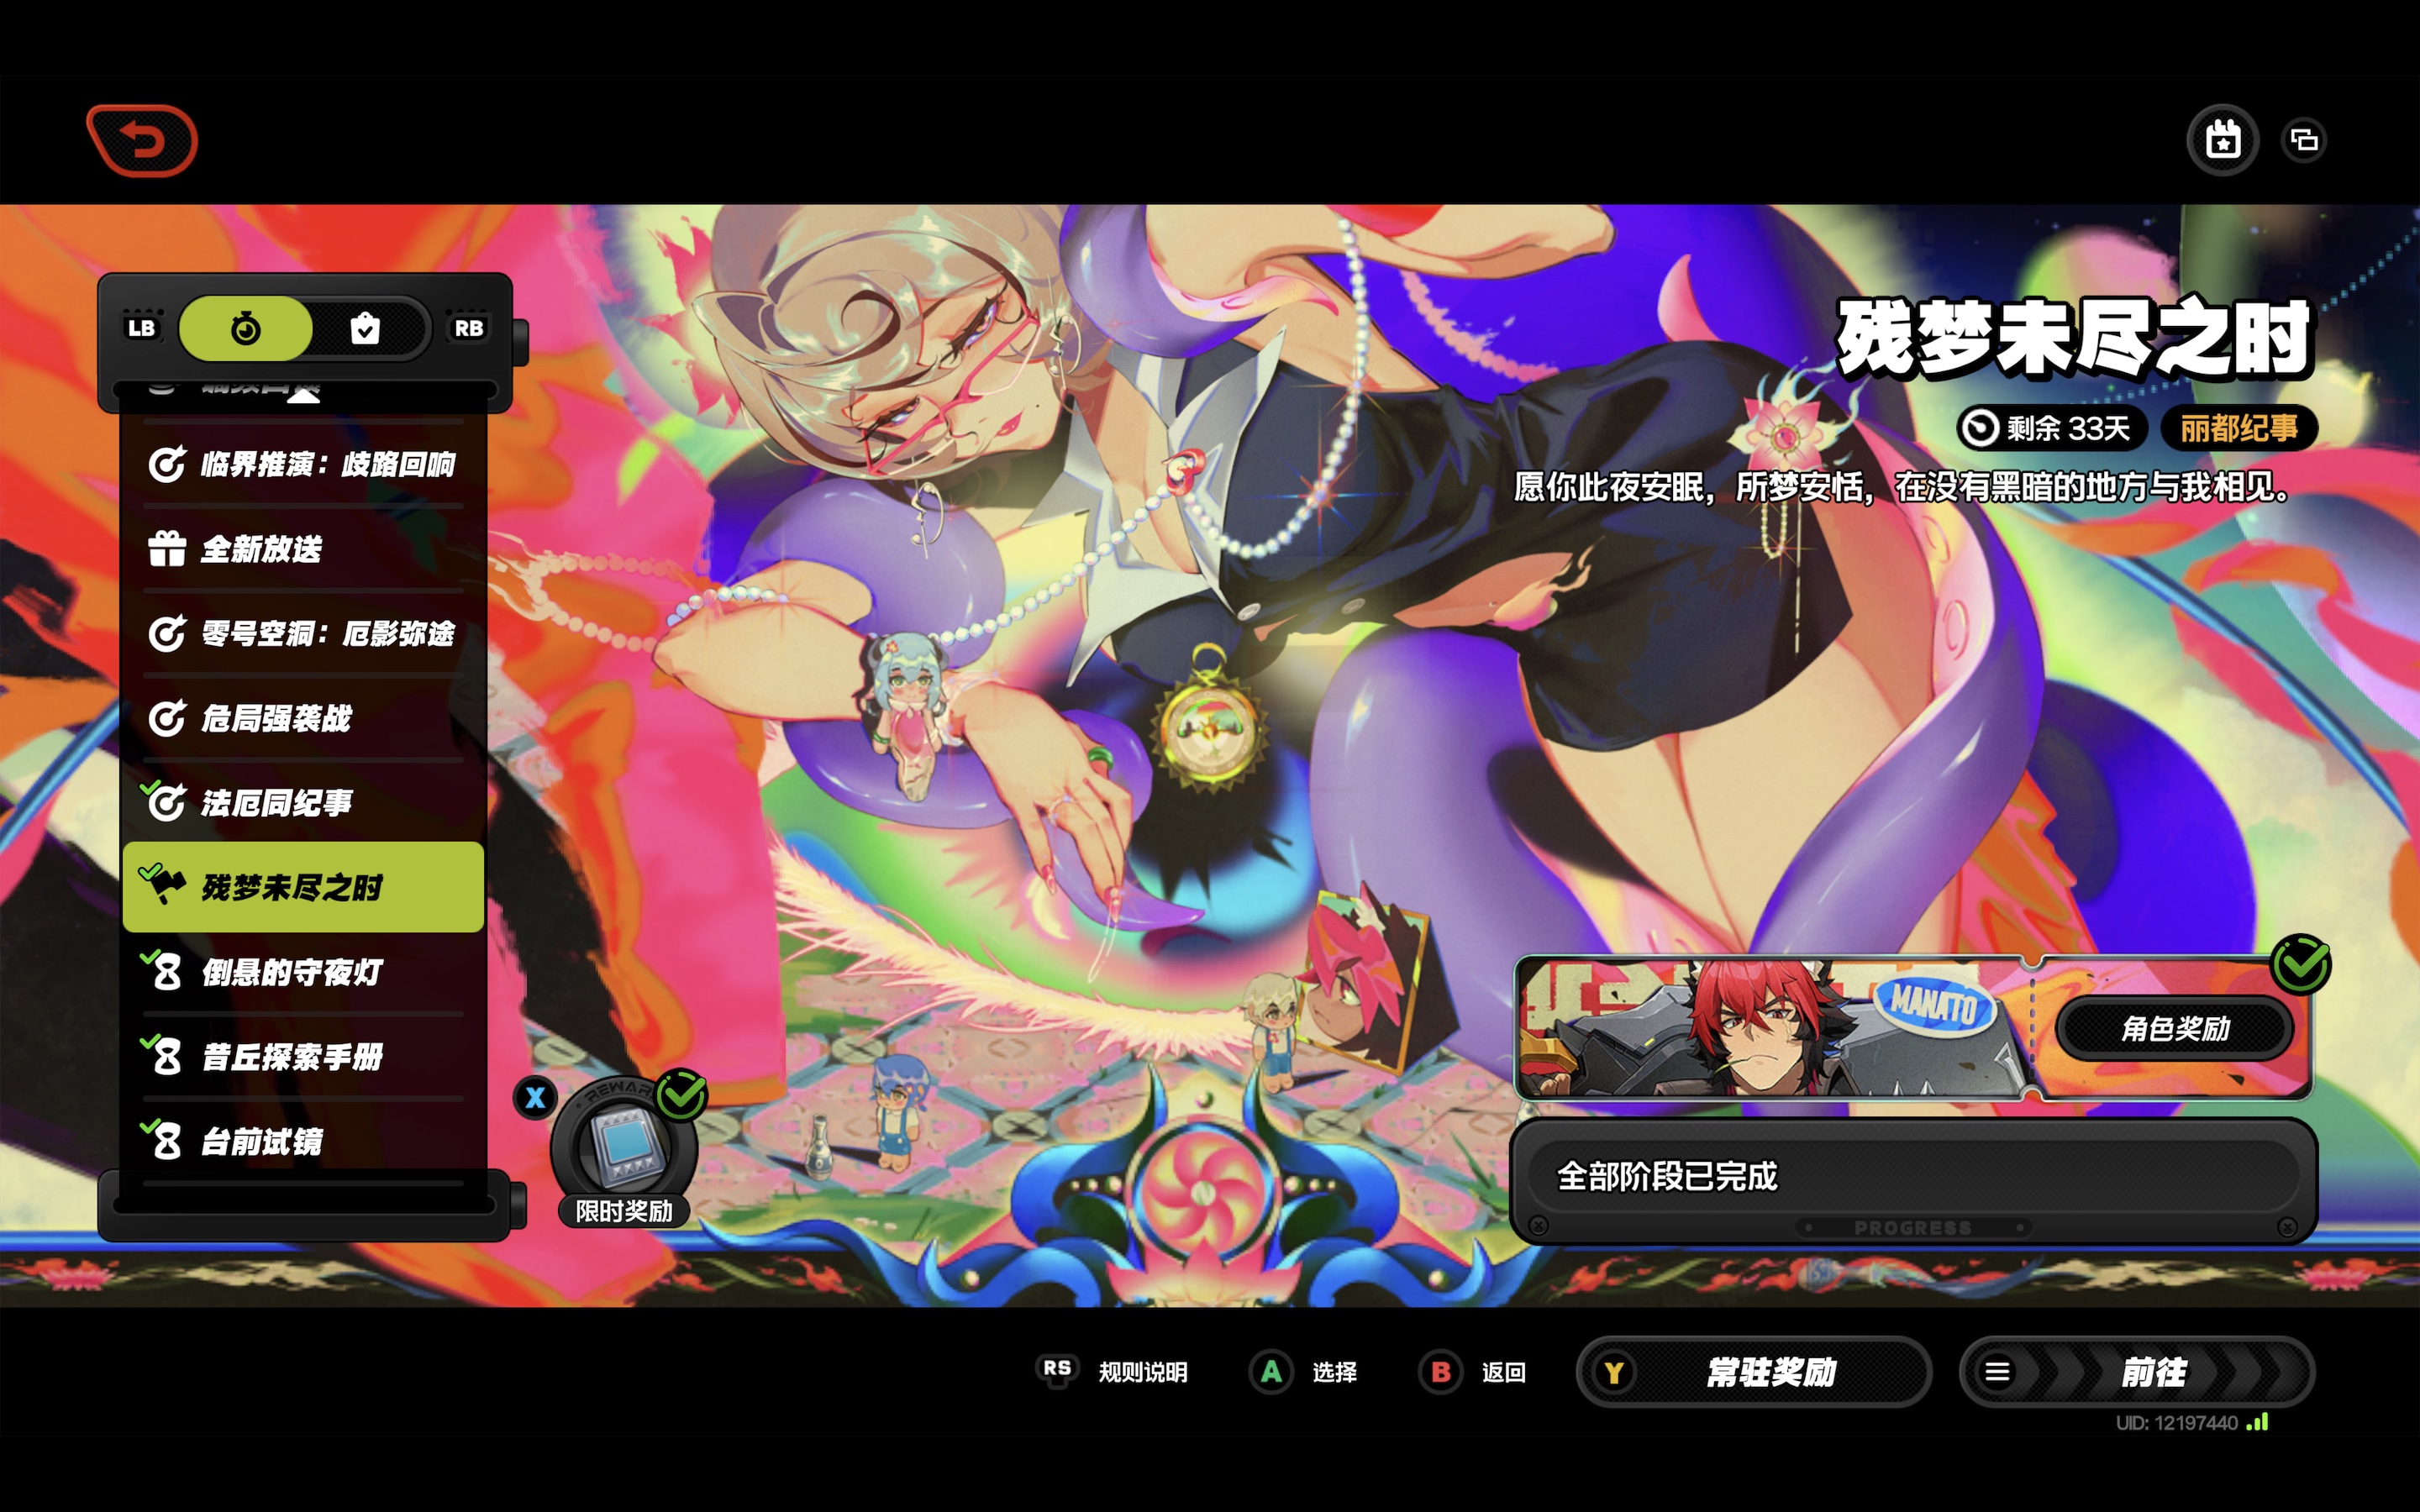 LB
RB
临界推演：歧路回响
全新放送
零号空洞：厄影弥途
危局强袭战
法厄同纪事
残梦未尽之时
倒悬的守夜灯
昔丘探索手册
台前试镜
残梦未尽之时
剩余 33天
丽都纪事
愿你此夜安眠，所梦安恬，在没有黑暗的地方与我相见。
MANATO
角色奖励
全部阶段已完成
PROGRESS
X
REWAR
限时奖励
RS 规则说明
A 选择
B 返回
Y 常驻奖励
前往
UID: 12197440